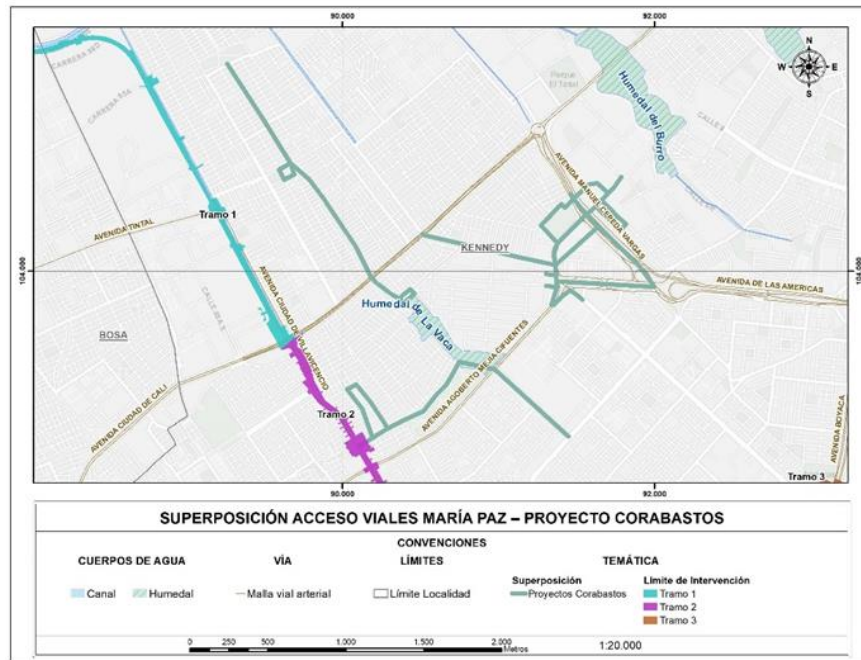 90.000
92.000
N
W E
S
CARRERA 95A
Parque
El Tintal
Humedal del Burro
CALLE 8
AVENIDA MANUEL CEPEDA VARGAS
Tramo 1
AVENIDA TINTAL
KENNEDY
104.000
104.000
AVENIDA CIUDAD DE VILLAVICENCIO
AVENIDA DE LAS AMERICAS
Humedal de La Vaca
BOSA
AVENIDA AGOBERTO MEJIA CIFUENTES
AVENIDA CIUDAD DE CALI
Tramo 2
AVENIDA BOYACA
Tramo 3
90.000
92.000
SUPERPOSICIÓN ACCESO VIALES MARÍA PAZ – PROYECTO CORABASTOS
CONVENCIONES
CUERPOS DE AGUA VÍA LÍMITES TEMÁTICA
Superposición Límite de Intervención
Canal Humedal Malla vial arterial Límite Localidad Proyectos Corabastos Tramo 1
Tramo 2
Tramo 3
0 250 500 1.000 1.500 2.000
Metros
1:20.000